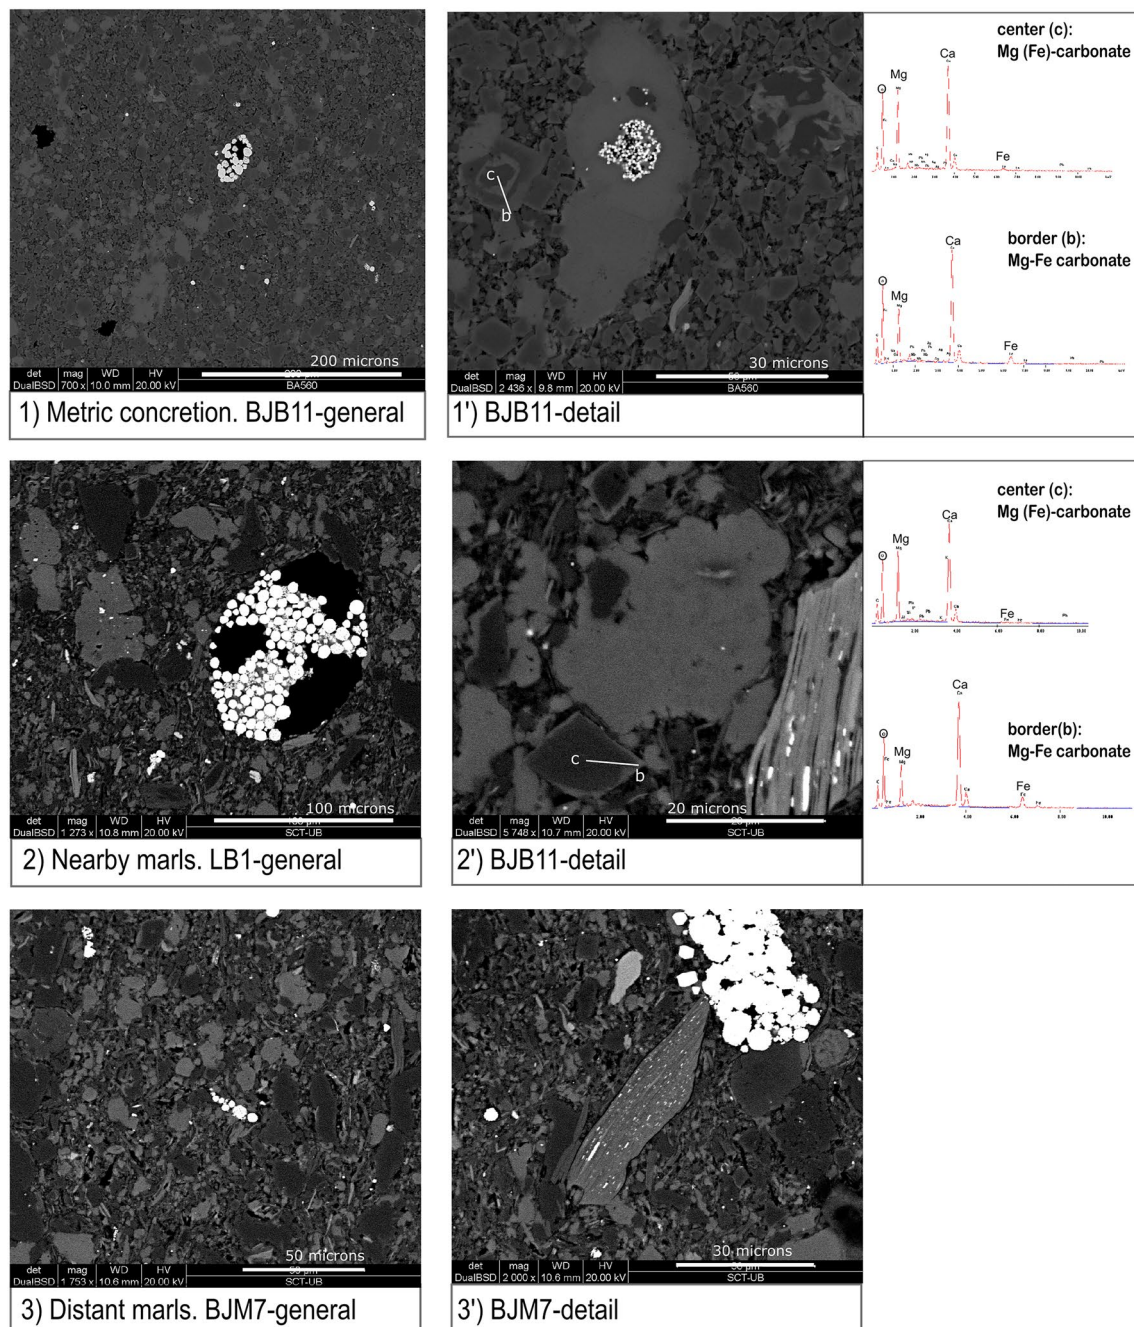 200 microns
det mag WD HV
DualBSD 700 x 10.0 mm 20.00 kV BA560
1) Metric concretion. BJB11-general
c
b
30 microns
det mag WD HV
DualBSD 2 436 x 9.8 mm 20.00 kV BA560
1') BJB11-detail
center (c):
Mg (Fe)-carbonate
Ca
Mg
Fe
border (b):
Mg-Fe carbonate
Ca
Mg
Fe
100 microns
det mag WD HV
DualBSD 1 273 x 10.8 mm 20.00 kV SCT-UB
2) Nearby marls. LB1-general
c
b
20 microns
det mag WD HV
DualBSD 5 748 x 10.7 mm 20.00 kV SCT-UB
2') BJB11-detail
center (c):
Mg (Fe)-carbonate
Ca
Mg
Fe
border(b):
Mg-Fe carbonate
Ca
Mg
Fe
50 microns
det mag WD HV
DualBSD 1 753 x 10.6 mm 20.00 kV SCT-UB
3) Distant marls. BJM7-general
30 microns
det mag WD HV
DualBSD 2 000 x 10.6 mm 20.00 kV SCT-UB
3') BJM7-detail